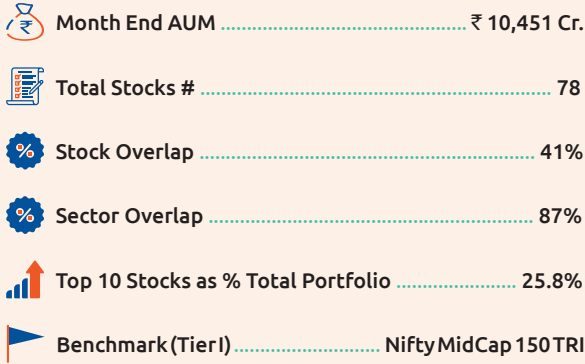 Month End AUM ................................................ ₹ 10,451 Cr.
Total Stocks # ...................................................................... 78
Stock Overlap .................................................................. 41%
Sector Overlap ................................................................ 87%
Top 10 Stocks as % Total Portfolio ....................... 25.8%
Benchmark (Tier I) ............................. Nifty MidCap 150 TRI